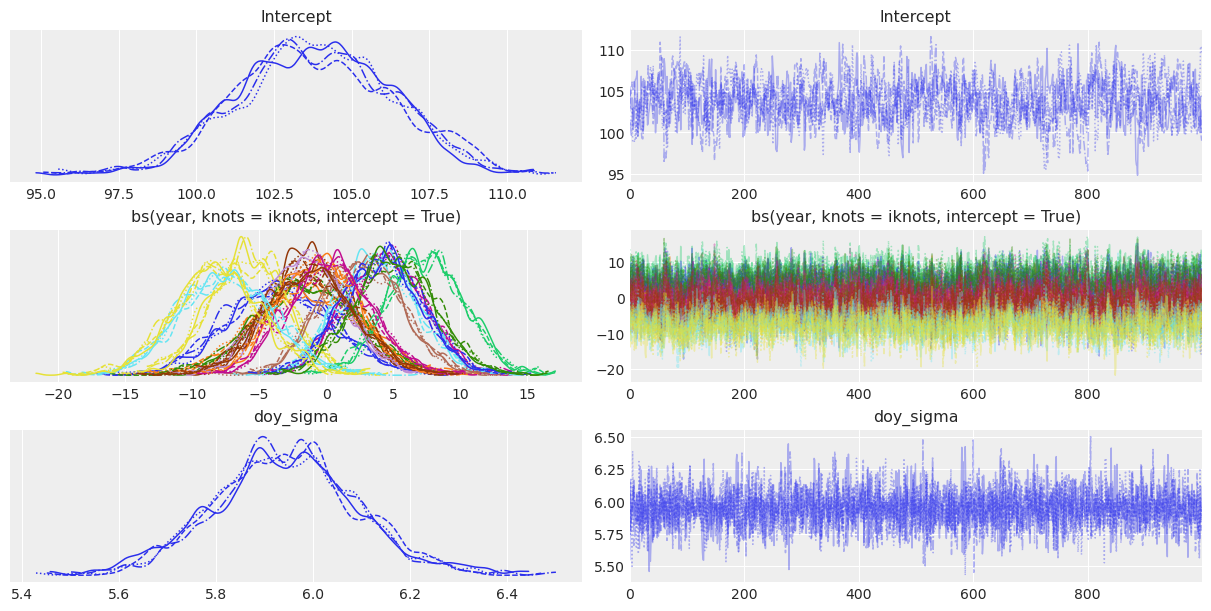 Intercept
Intercept
110
105
100
95
95.0 97.5 100.0 102.5 105.0 107.5 110.0
0 200 400 600 800
bs(year, knots = iknots, intercept = True)
bs(year, knots = iknots, intercept = True)
10
0
−10
−20
−20 −15 −10 −5 0 5 10 15
0 200 400 600 800
doy_sigma
doy_sigma
6.50
6.25
6.00
5.75
5.50
5.4 5.6 5.8 6.0 6.2 6.4
0 200 400 600 800